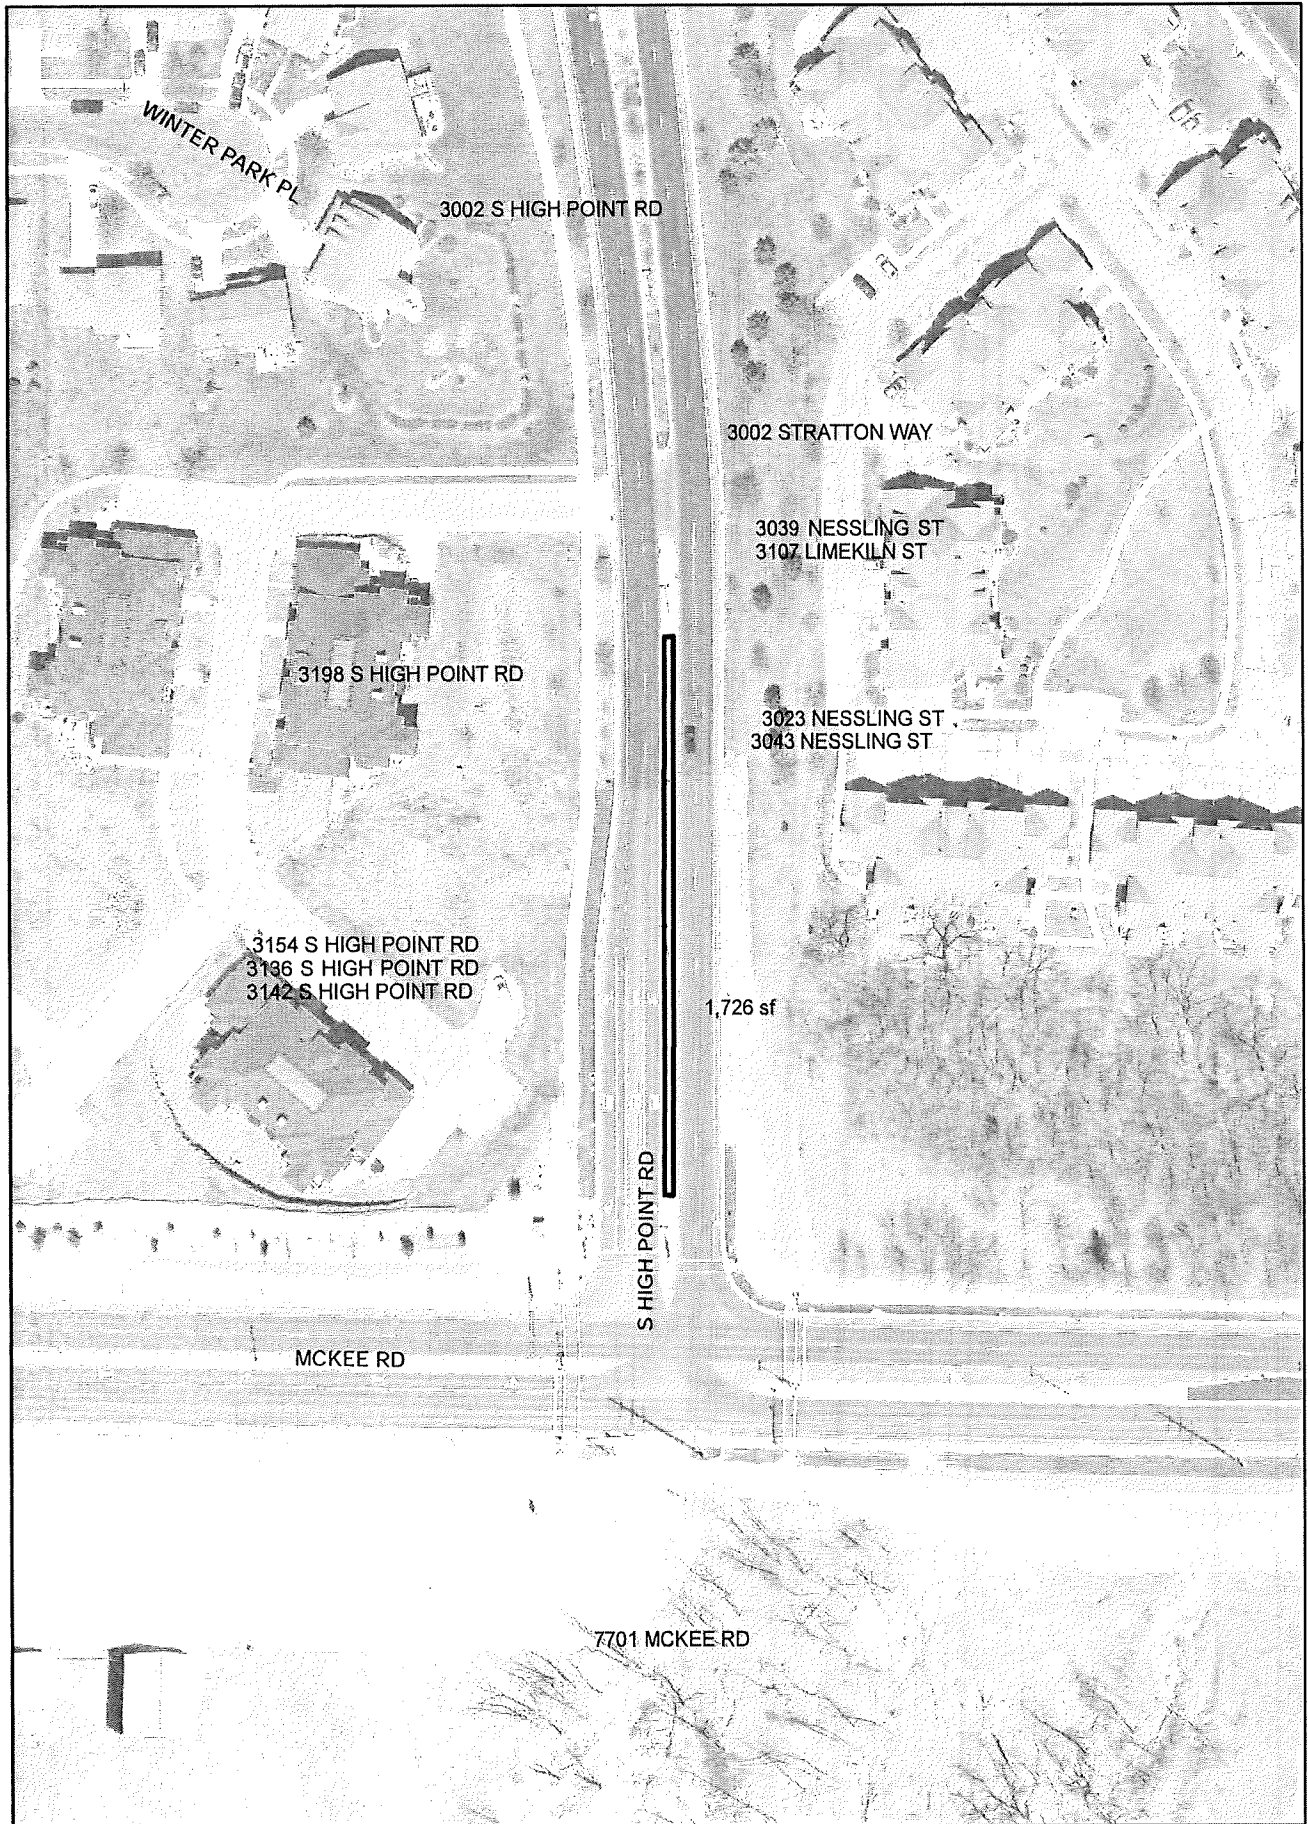 WINTER PARK PL
3002 S HIGH POINT RD
3002 STRATTON WAY
3039 NESSLING ST
3107 LIMEKILN ST
3198 S HIGH POINT RD
3023 NESSLING ST
3043 NESSLING ST
3154 S HIGH POINT RD
3136 S HIGH POINT RD
3142 S HIGH POINT RD
1,726 sf
S HIGH POINT RD
MCKEE RD
7701 MCKEE RD